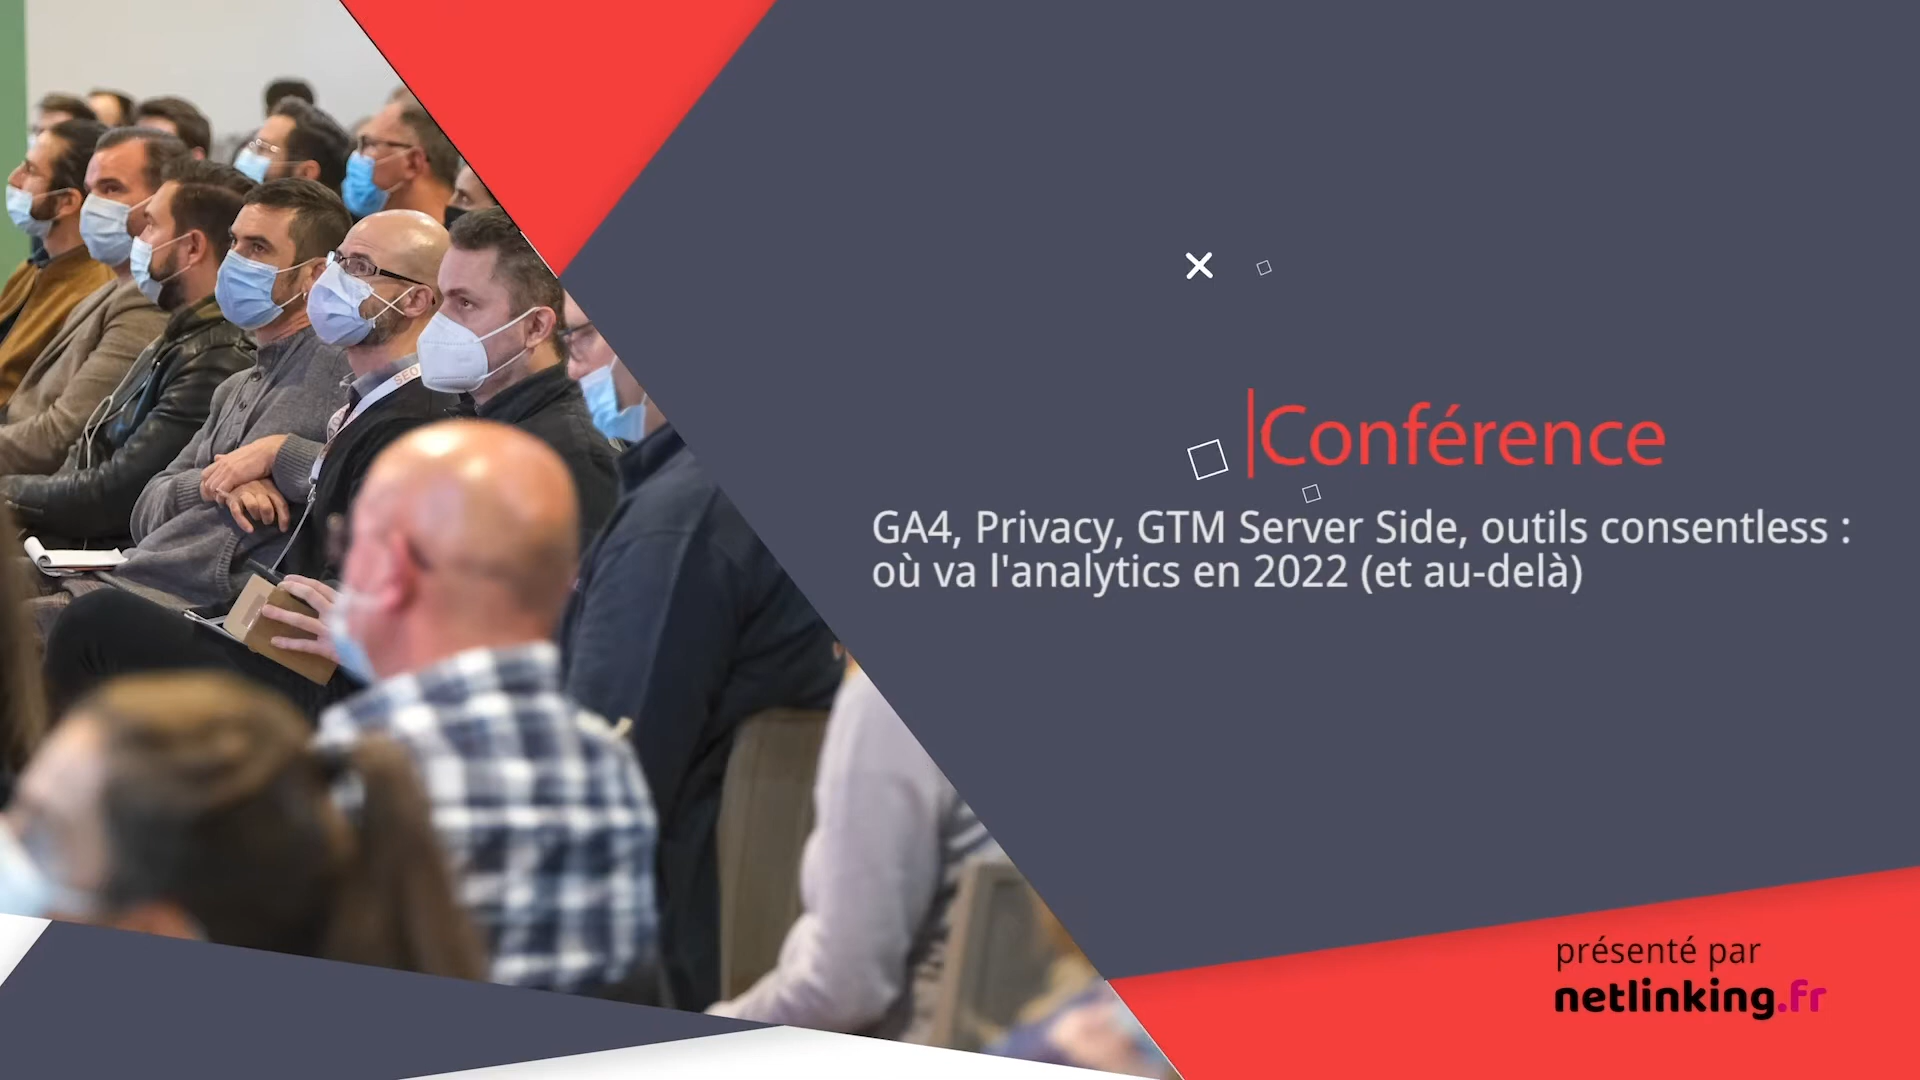 SEO
Conférence
GA4, Privacy, GTM Server Side, outils consentless :
où va l'analytics en 2022 (et au-delà)
présenté par
netlinking.fr